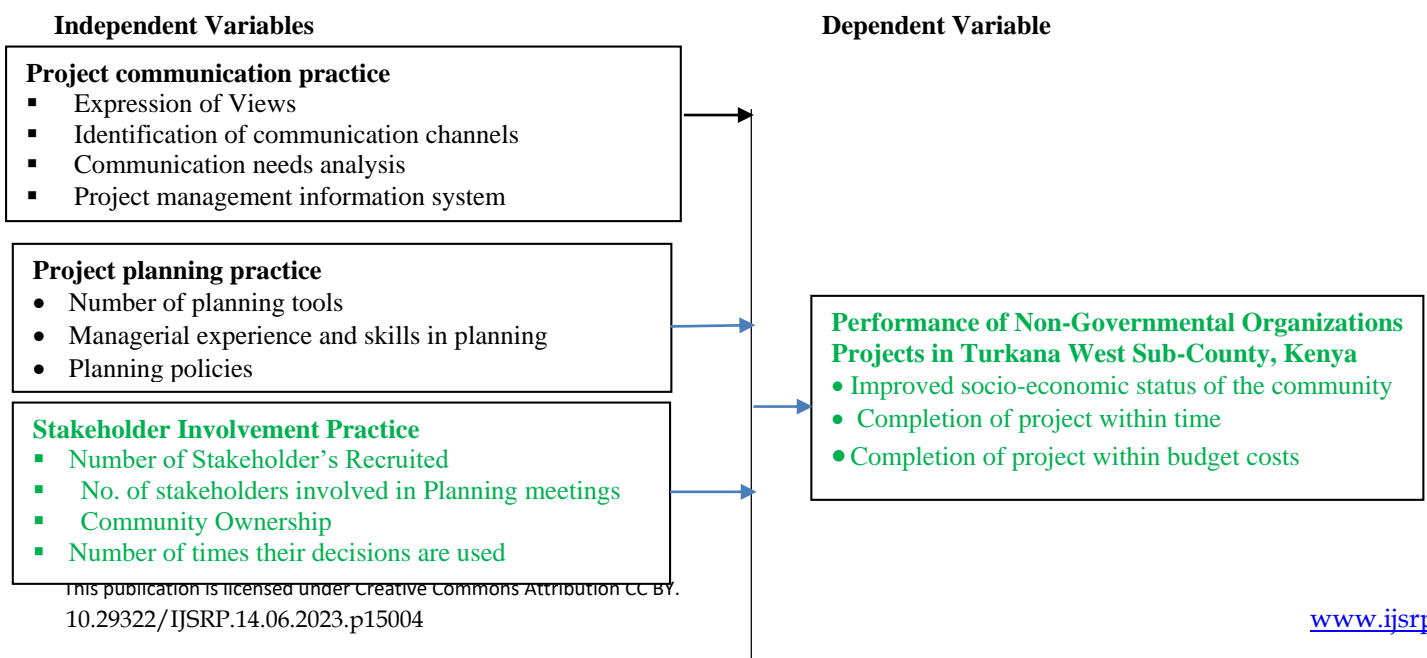 Independent Variables
Dependent Variable
Project communication practice
▪ Expression of Views
▪ Identification of communication channels
▪ Communication needs analysis
▪ Project management information system
Project planning practice
• Number of planning tools
• Managerial experience and skills in planning
• Planning policies
Stakeholder Involvement Practice
▪ Number of Stakeholder’s Recruited
▪ No. of stakeholders involved in Planning meetings
▪ Community Ownership
▪ Number of times their decisions are used
Performance of Non-Governmental Organizations
Projects in Turkana West Sub-County, Kenya
• Improved socio-economic status of the community
• Completion of project within time
• Completion of project within budget costs
This publication is licensed under Creative Commons Attribution CC BY.
10.29322/IJSRP.14.06.2023.p15004
www.ijsrp